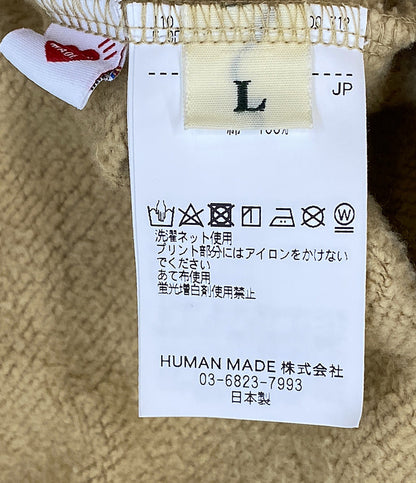 110
L
JP
綿 100%
洗濯ネット使用
プリント部分にはアイロンをかけない
でください
あて布使用
蛍光増白剤使用禁止
HUMAN MADE 株式会社
03-6823-7993
日本製